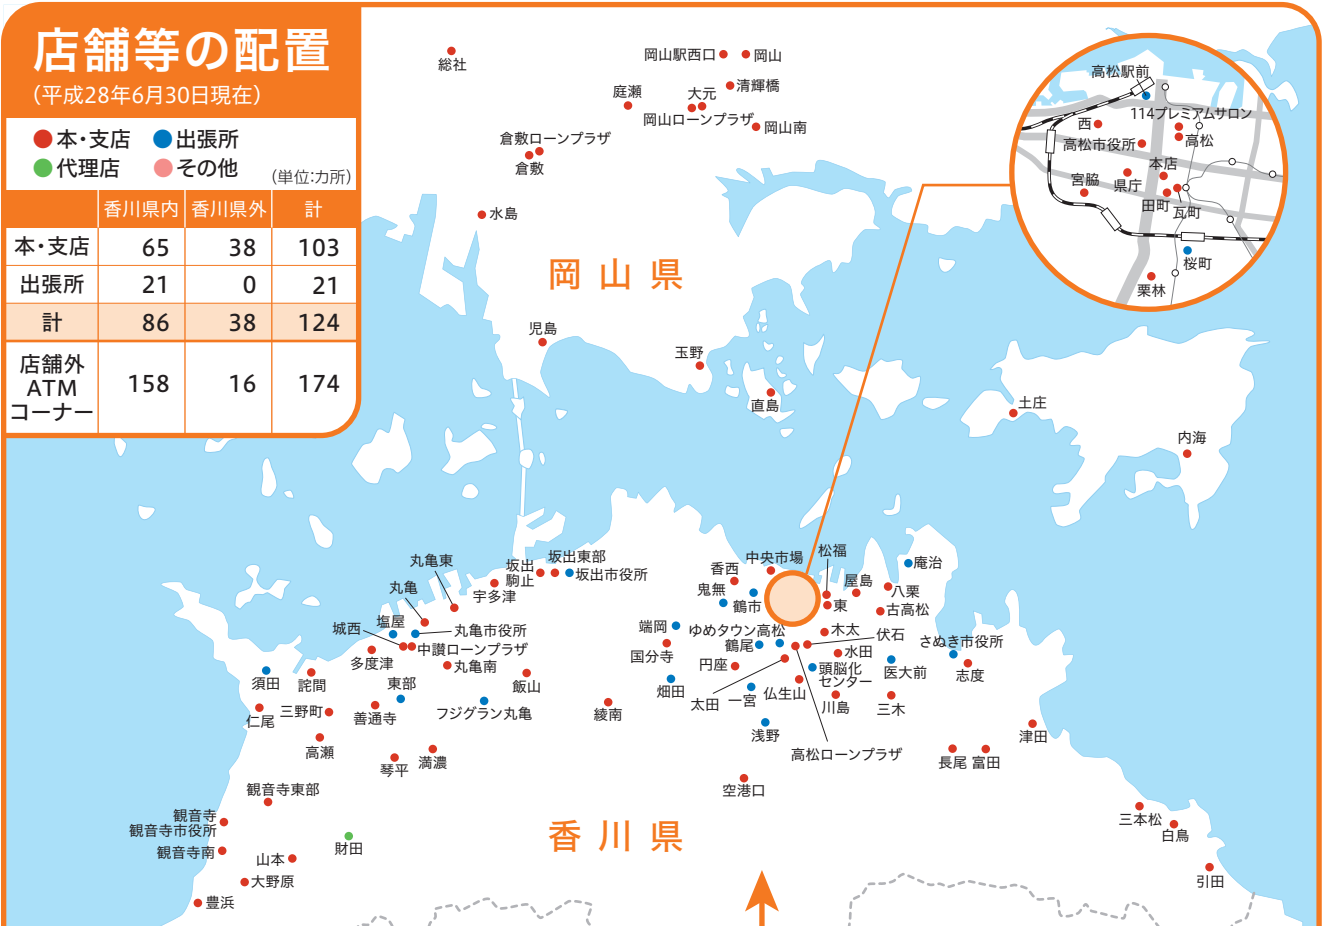 店舗等の配置
（平成28年6月30日現在）
本・支店
出張所
代理店
その他
（単位：カ所）
香川県内 香川県外 計
本・支店 65 38 103
出張所 21 0 21
計 86 38 124
店舗外
ATM
コーナー
158 16 174
総社
岡山駅西口
岡山
清輝橋
庭瀬
大元
岡山ローンプラザ
岡山南
倉敷ローンプラザ
倉敷
水島
岡山県
児島
玉野
直島
土庄
内海
高松駅前
114プレミアムサロン
西
高松
高松市役所
本店
宮脇
県庁
田町
瓦町
桜町
栗林
丸亀東
丸亀
坂出
駒止
坂出東部
坂出市役所
宇多津
中央市場
松福
香西
鬼無
鶴市
屋島
八栗
庵治
東
古高松
城西
塩屋
丸亀市役所
中讃ローンプラザ
多度津
丸亀南
端岡
国分寺
ゆめタウン高松
鶴尾
木太
伏石
さぬき市役所
水田
円座
頭脳化
センター
医大前
志度
須田
詫間
東部
飯山
畑田
太田
一宮
仏生山
川島
三木
仁尾
三野町
善通寺
フジグラン丸亀
綾南
浅野
高松ローンプラザ
津田
高瀬
琴平
満濃
長尾
富田
空港口
観音寺東部
観音寺
観音寺市役所
観音寺南
財田
山本
大野原
豊浜
香川県
三本松
白鳥
引田